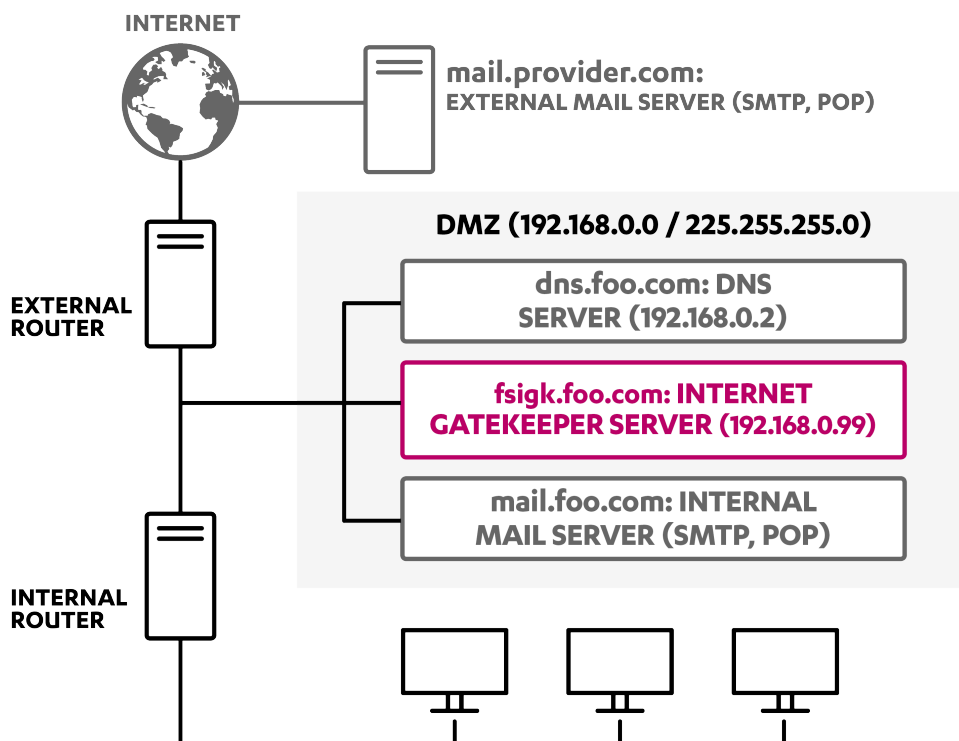 INTERNET
mail.provider.com:
EXTERNAL MAIL SERVER (SMTP, POP)
DMZ (192.168.0.0 / 225.255.255.0)
dns.foo.com: DNS
SERVER (192.168.0.2)
EXTERNAL
ROUTER
fsigk.foo.com: INTERNET
GATEKEEPER SERVER (192.168.0.99)
mail.foo.com: INTERNAL
MAIL SERVER (SMTP, POP)
INTERNAL
ROUTER